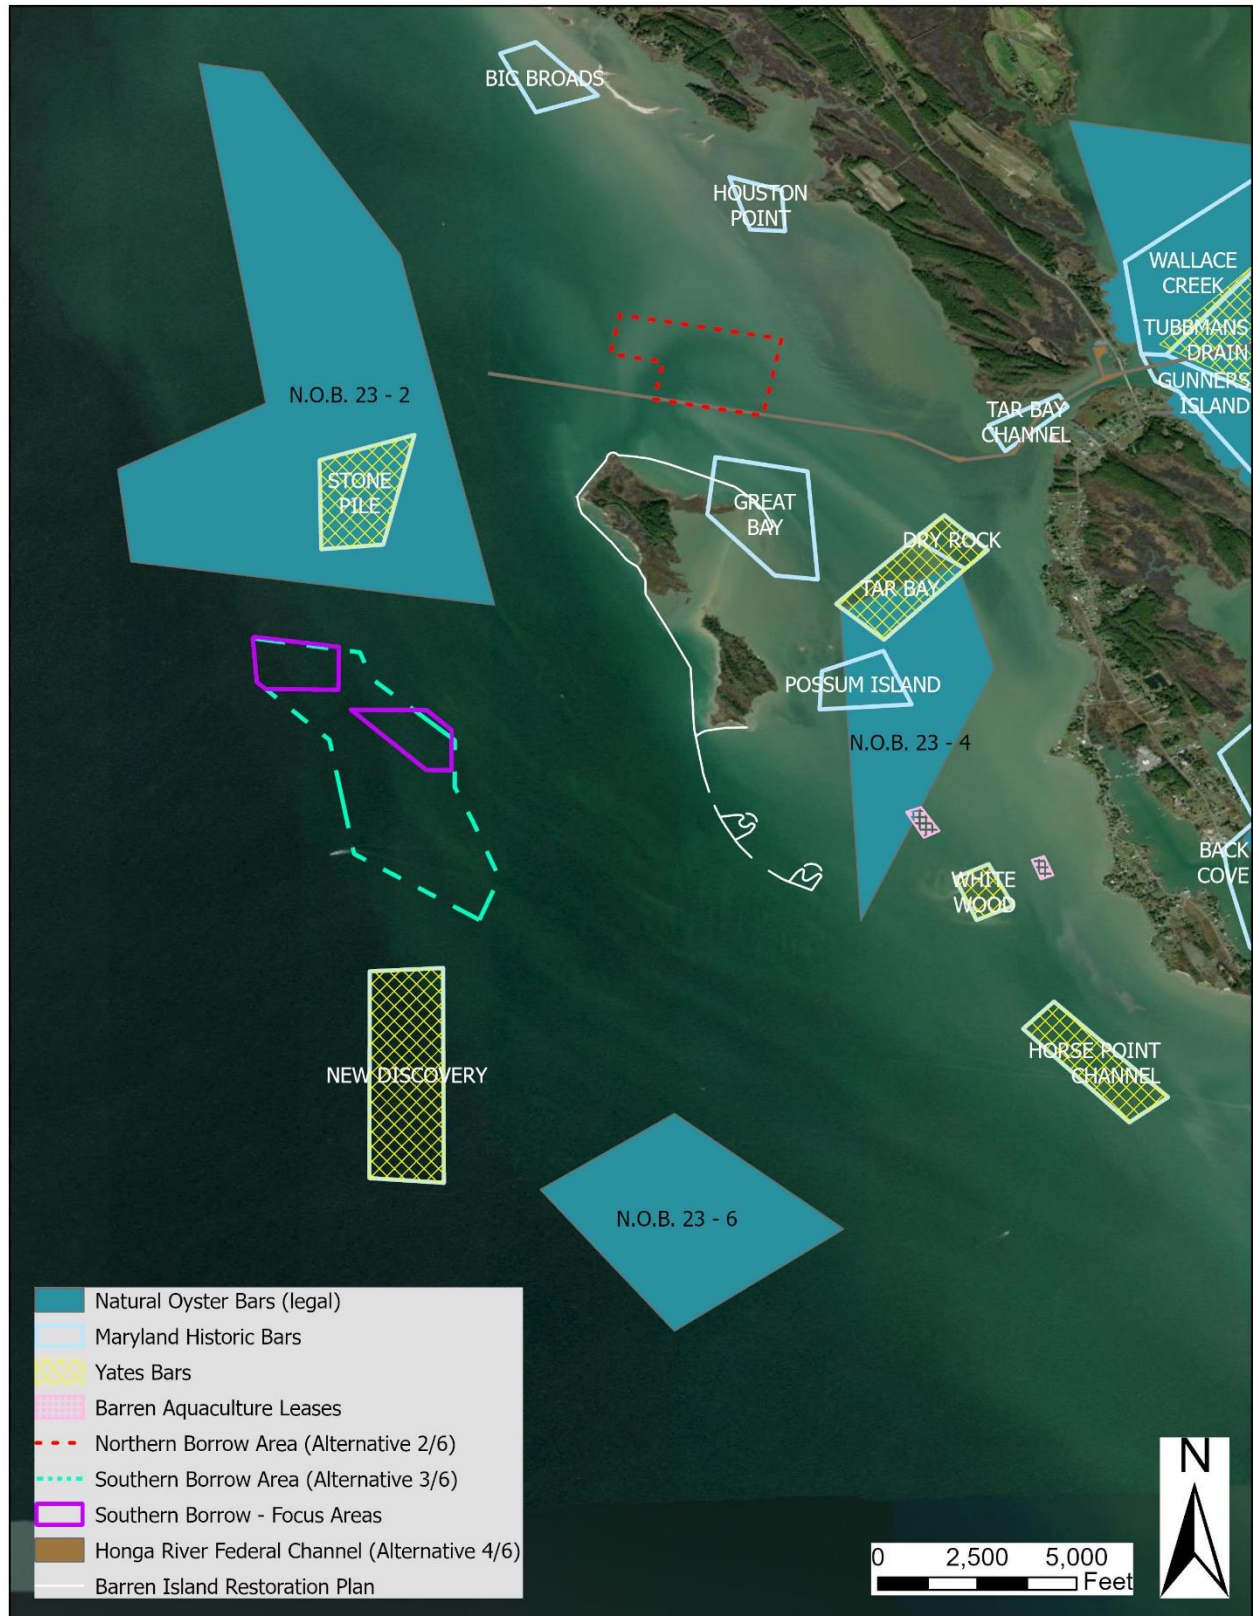 BIG BROADS
HOUSTON
POINT
WALLACE
CREEK
TUBBMANS
DRAIN
GUNNERS
ISLAND
N.O.B. 23 - 2
TAR BAY
CHANNEL
STONE
PILE
GREAT
BAY
DRY ROCK
TAR BAY
POSSUM ISLAND
N.O.B. 23 - 4
BACK
COVE
WHITE
WOOD
HORSE POINT
CHANNEL
NEW DISCOVERY
N.O.B. 23 - 6
Natural Oyster Bars (legal)
Maryland Historic Bars
Yates Bars
Barren Aquaculture Leases
Northern Borrow Area (Alternative 2/6)
Southern Borrow Area (Alternative 3/6)
Southern Borrow - Focus Areas
Honga River Federal Channel (Alternative 4/6)
Barren Island Restoration Plan
N
0 2,500 5,000
Feet